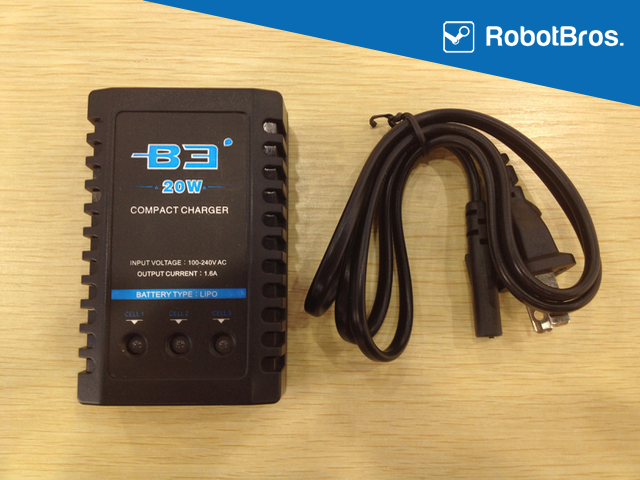 RobotBros.
B3
20W
COMPACT CHARGER
INPUT VOLTAGE : 100-240V AC
OUTPUT CURRENT : 1.6A
BATTERY TYPE : LIPO
CELL 1 CELL 2 CELL 3